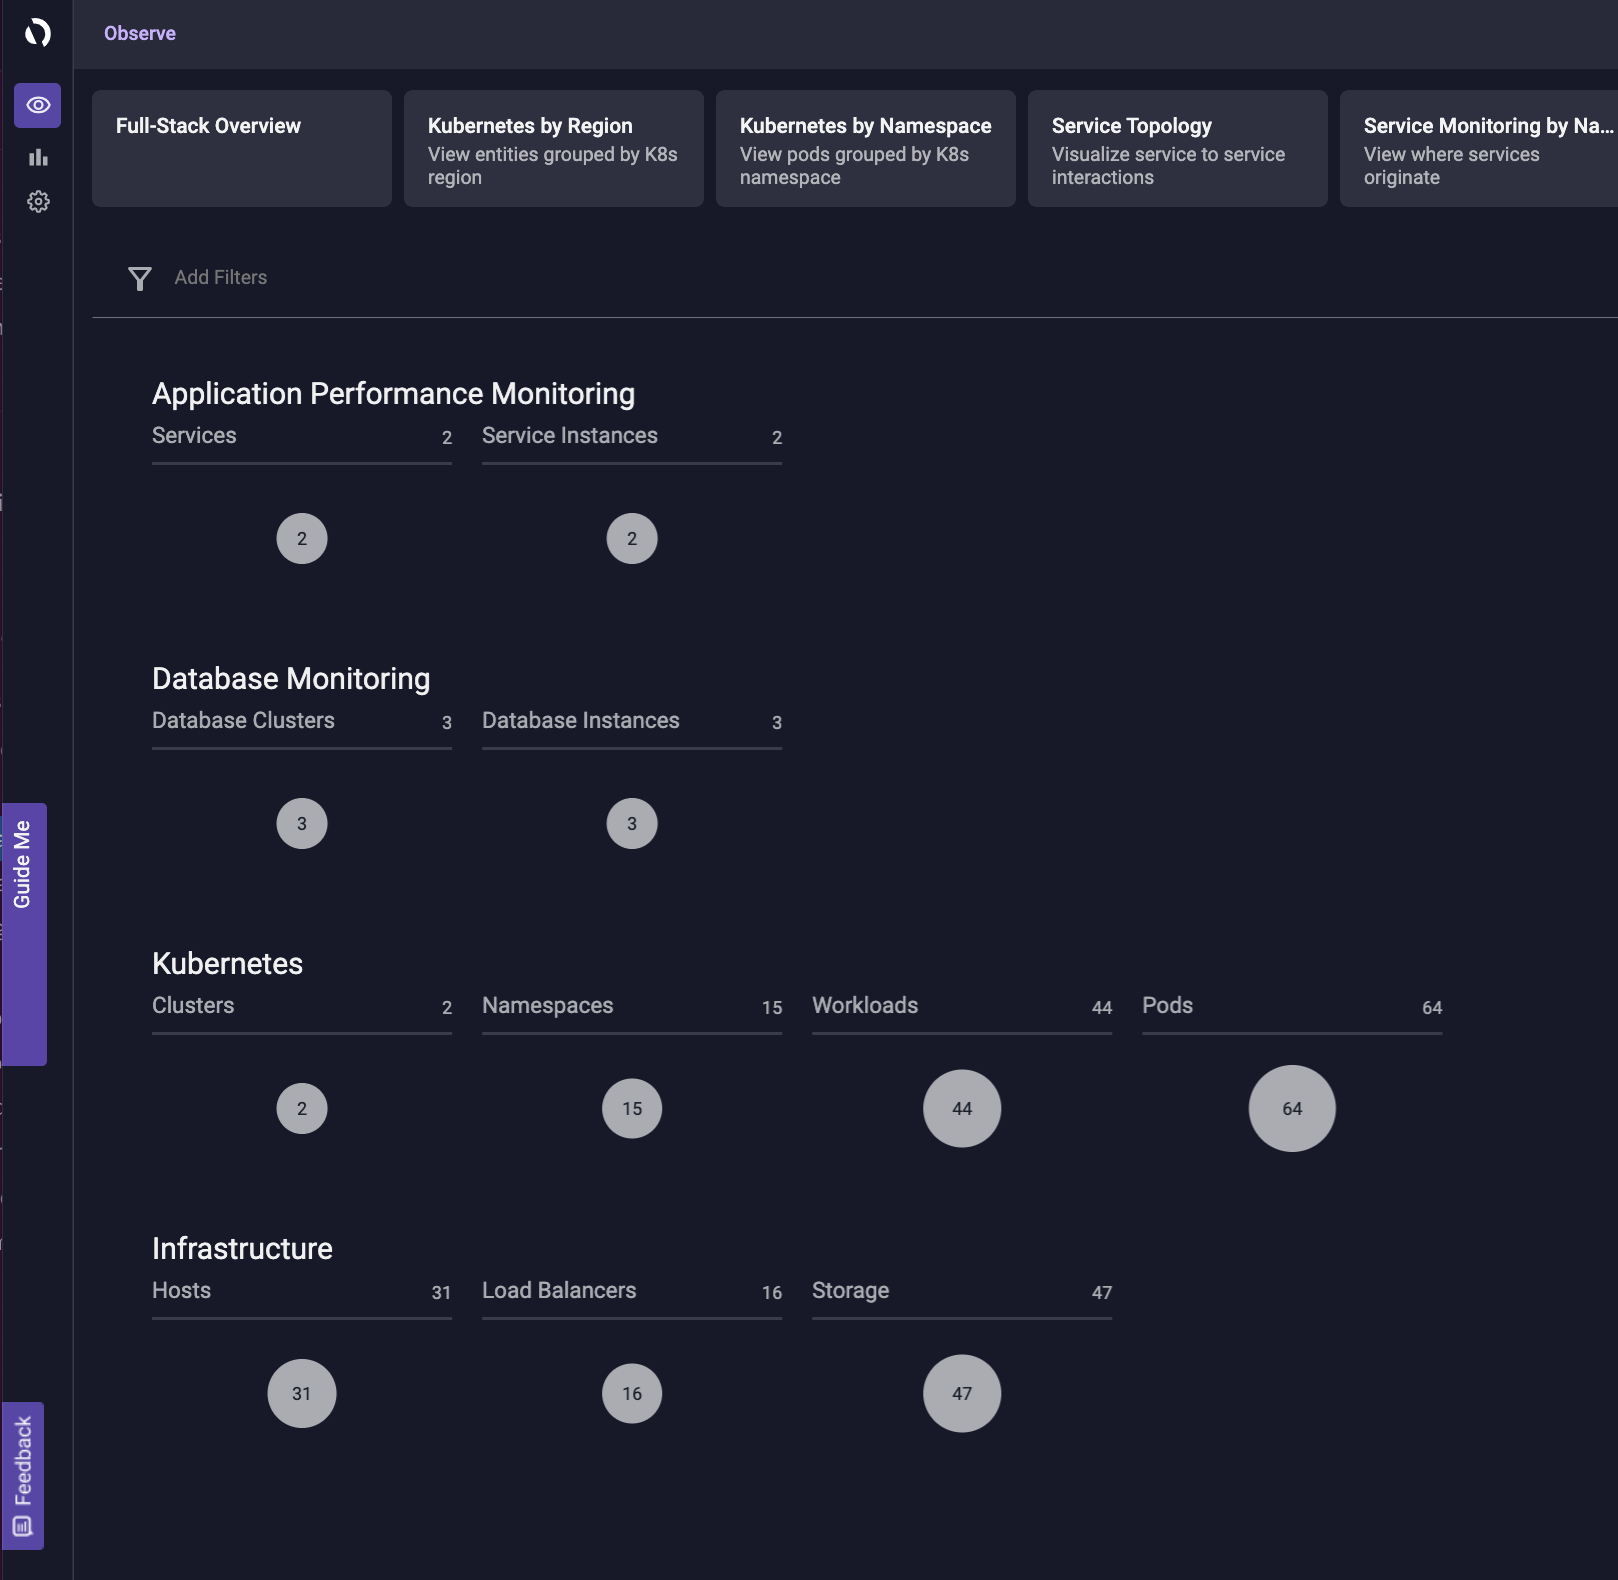 Observe
Full-Stack Overview
Kubernetes by Region
View entities grouped by K8s
region
Kubernetes by Namespace
View pods grouped by K8s
namespace
Service Topology
Visualize service to service
interactions
Service Monitoring by Na...
View where services
originate
Add Filters
Application Performance Monitoring
Services 2
Service Instances 2
2
2
Database Monitoring
Database Clusters 3
Database Instances 3
3
3
Guide Me
Kubernetes
Clusters 2
Namespaces 15
Workloads 44
Pods 64
2
15
44
64
Infrastructure
Hosts 31
Load Balancers 16
Storage 47
31
16
47
Feedback